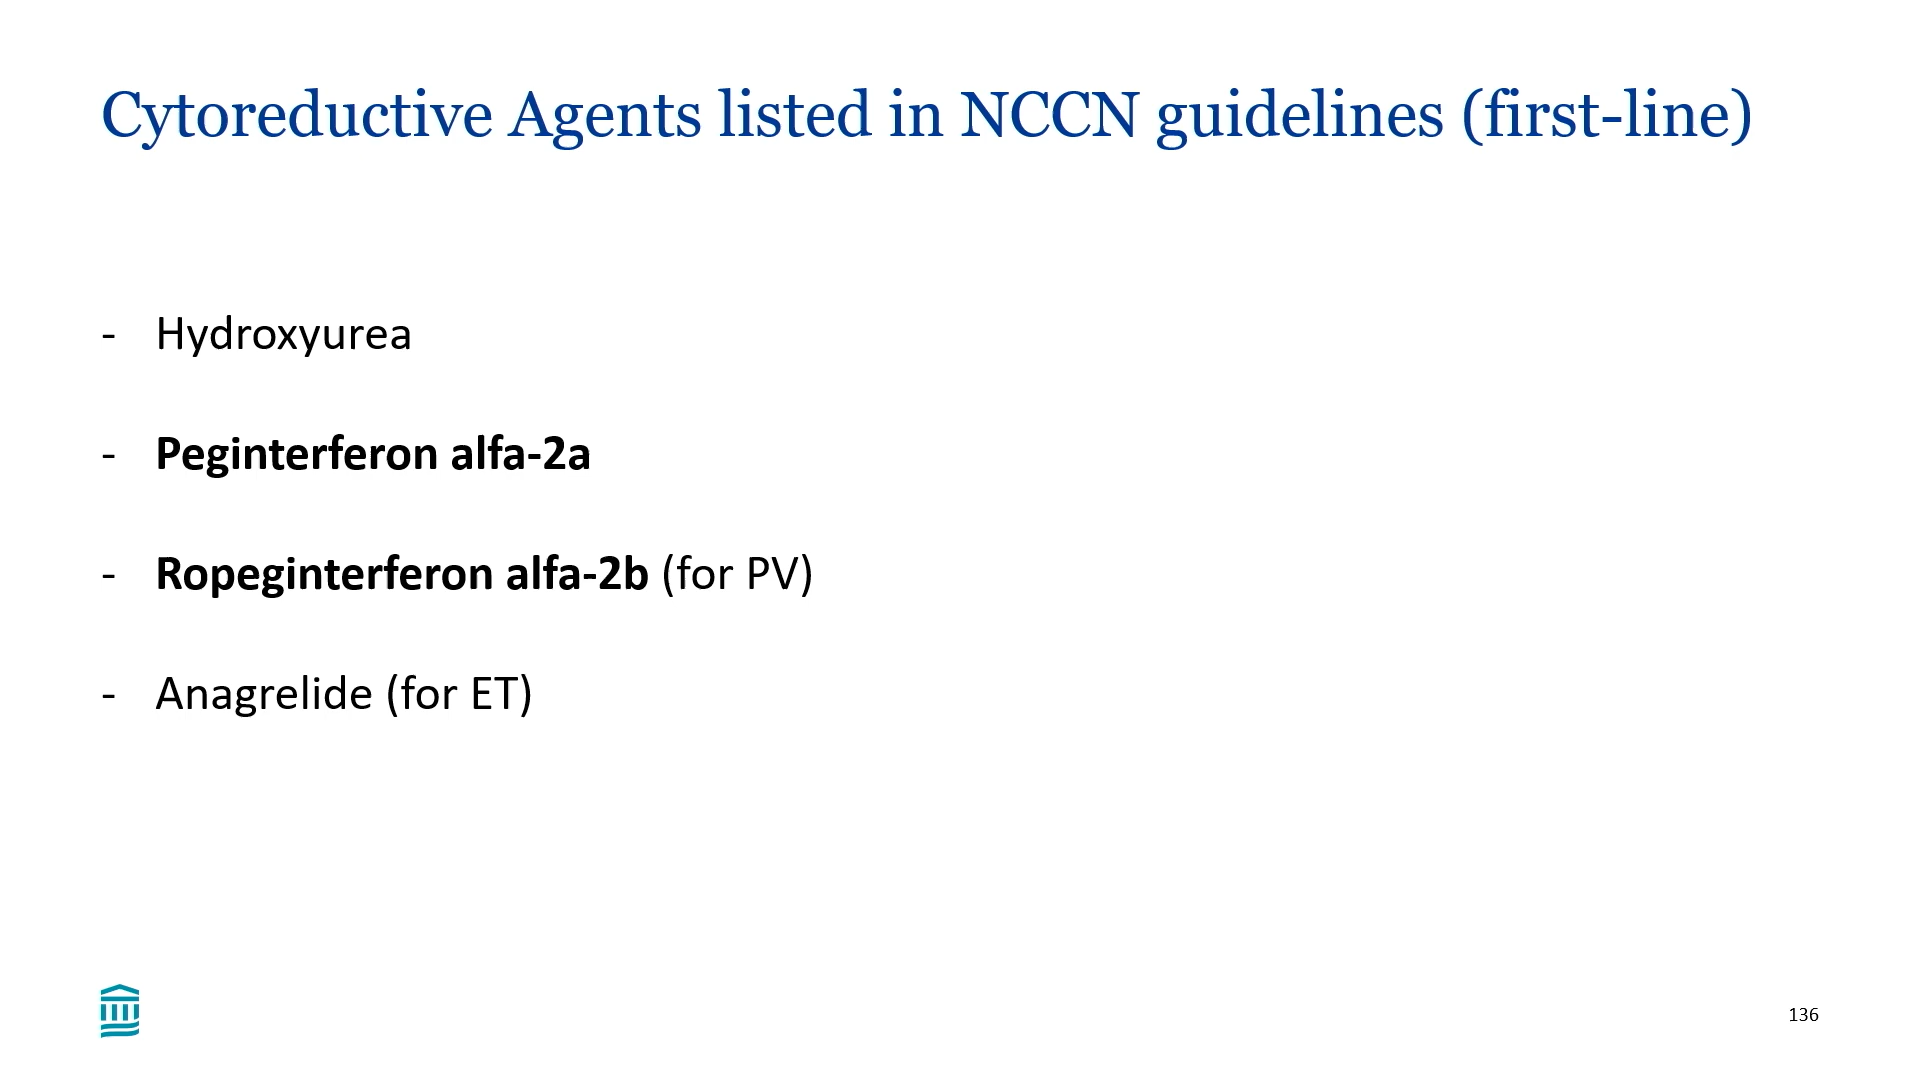 Cytoreductive Agents listed in NCCN guidelines (first-line)
- Hydroxyurea
- Peginterferon alfa-2a
- Ropeginterferon alfa-2b (for PV)
- Anagrelide (for ET)
136